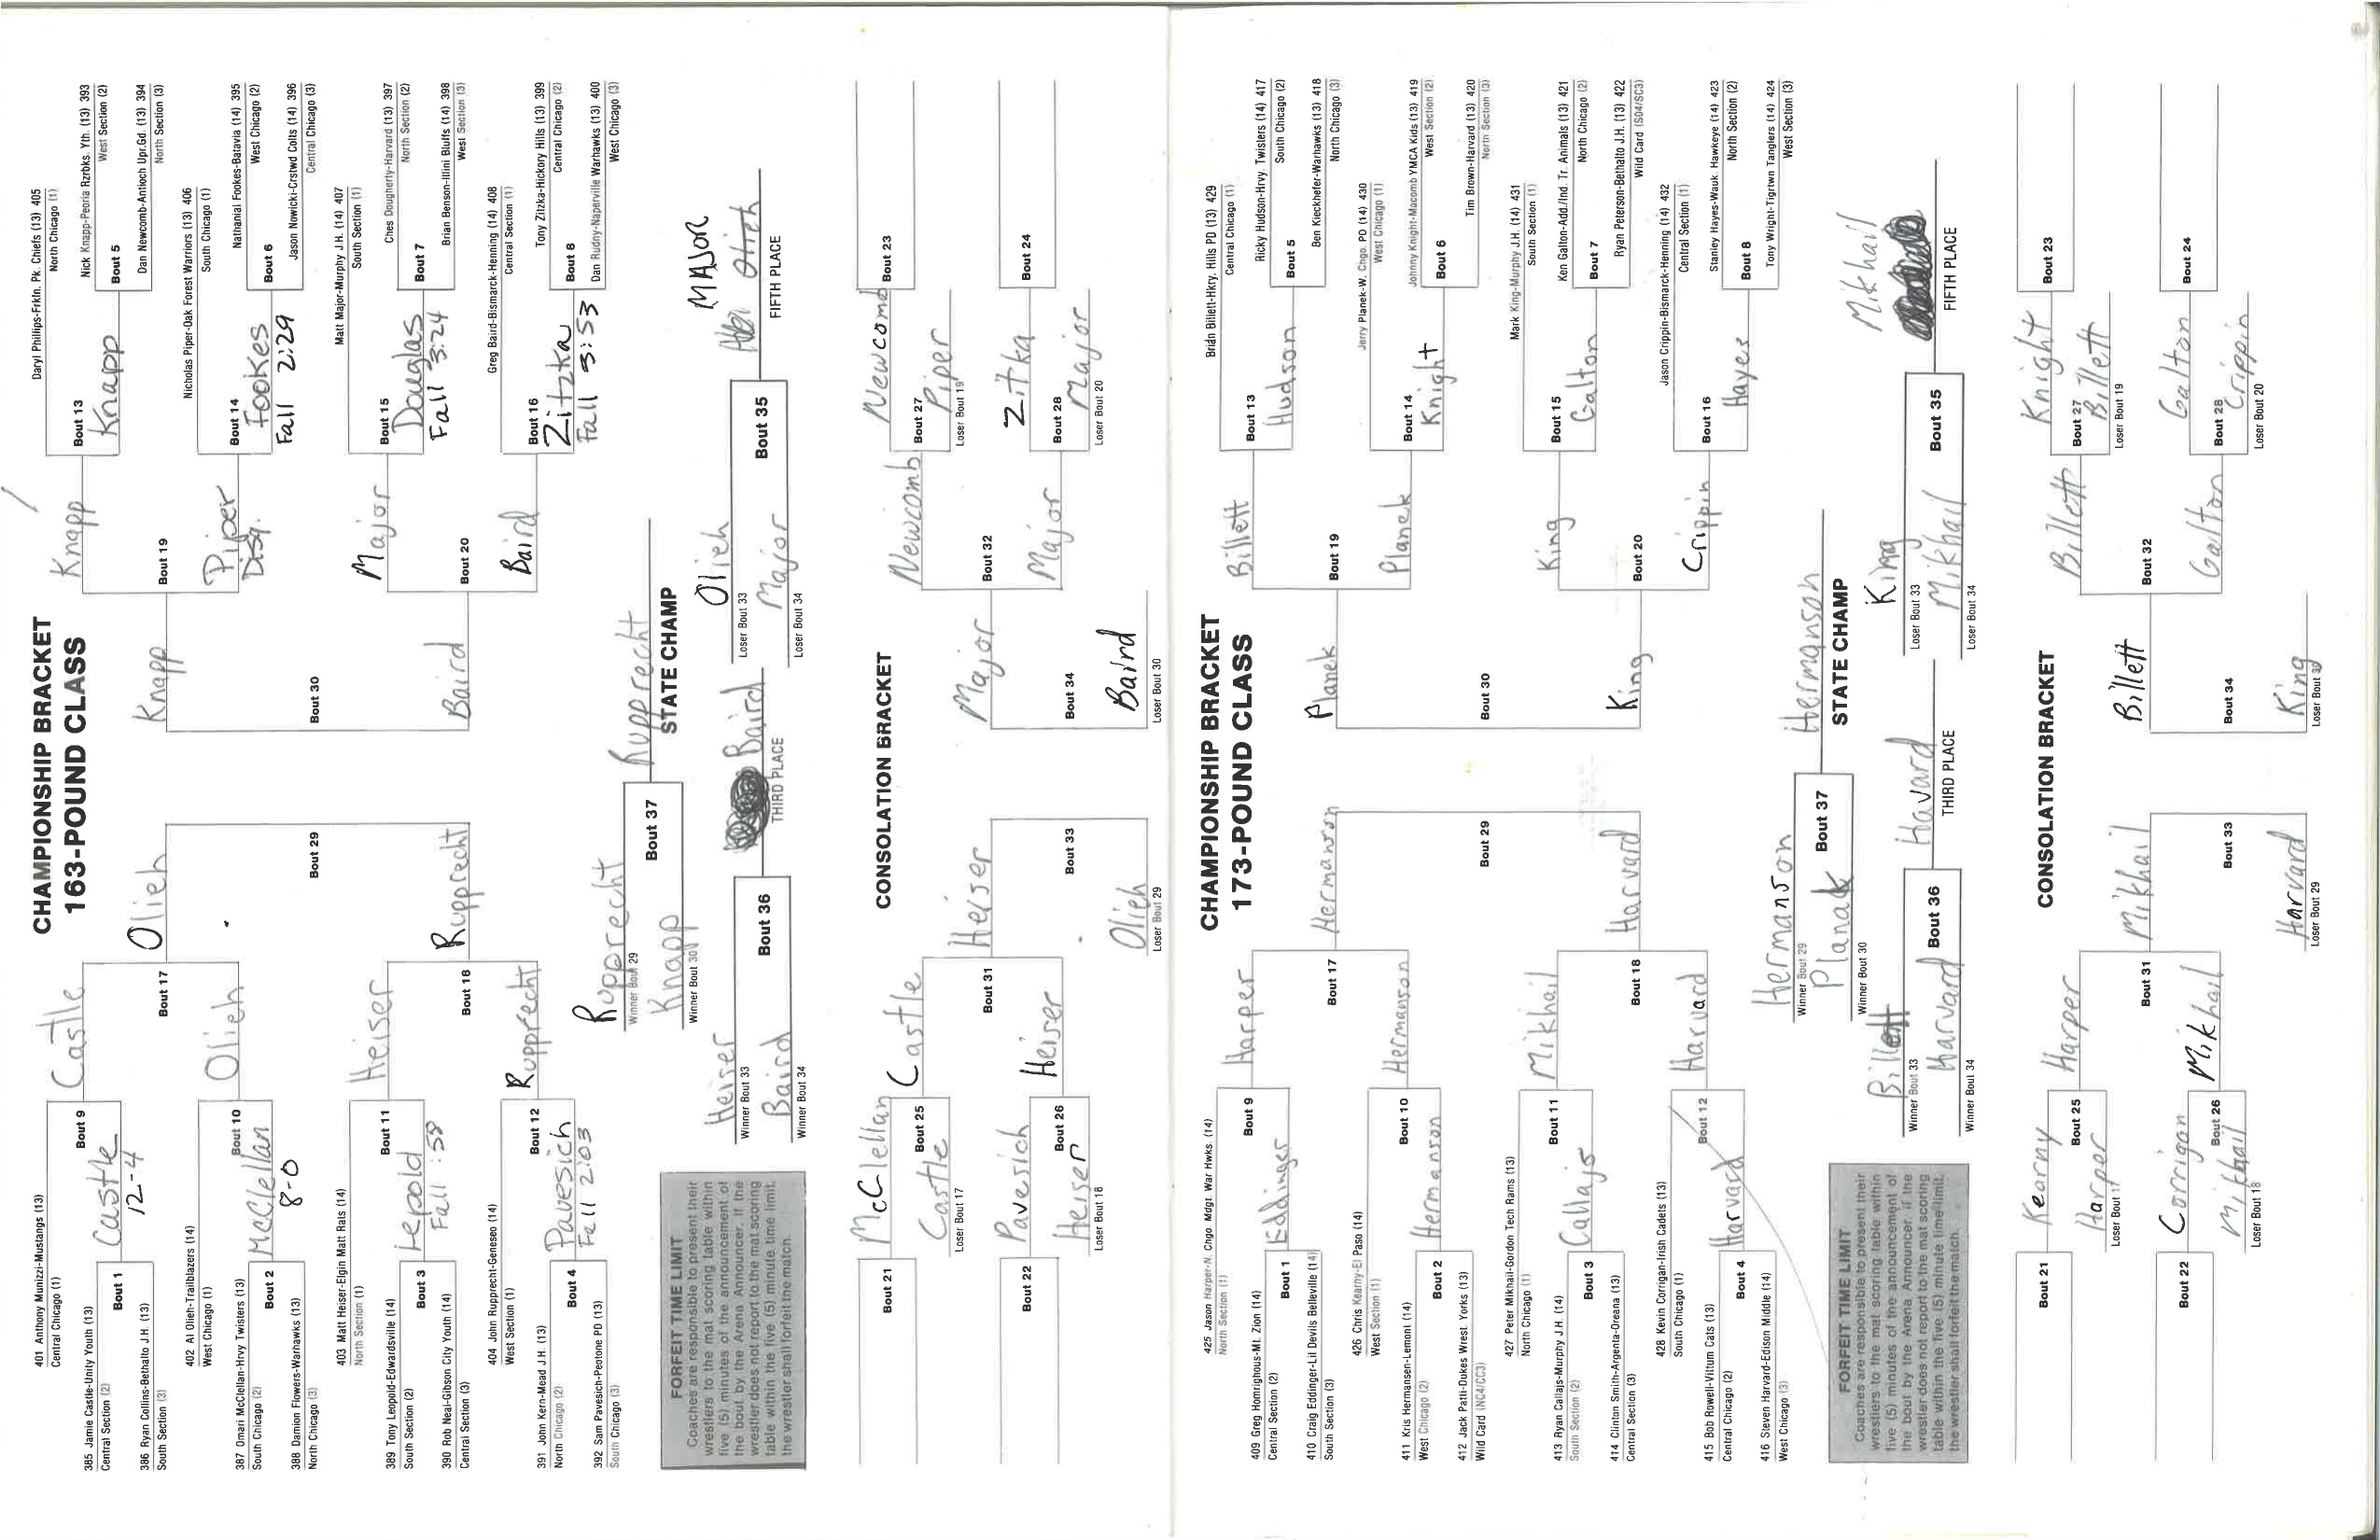 CHAMPIONSHIP BRACKET
163-POUND CLASS
401 Anthony Munizzi-Mustangs (13)
Central Chicago (1)
385 Jamie Castle-Unity Youth (13)
Central Section (2)
Bout 1
386 Ryan Collins-Bethalto J.H. (13)
South Section (3)
Castle
12-4
Bout 9
Castle
402 Al Olieh-Trailblazers (14)
West Chicago (1)
387 Omari McClellan-Hrvy Twisters (13)
South Chicago (2)
Bout 2
388 Damion Flowers-Warhawks (13)
North Chicago (3)
McClellan
8-0
Bout 10
Olieh
Bout 17
Olieh
403 Matt Heiser-Elgin Matt Rats (14)
North Section (1)
389 Tony Leopold-Edwardsville (14)
South Section (2)
Bout 3
390 Rob Neal-Gibson City Youth (14)
Central Section (3)
Lepold
Fall :58
Bout 11
Heiser
404 John Rupprecht-Geneseo (14)
West Section (1)
391 John Kern-Mead J.H. (13)
North Chicago (2)
Bout 4
392 Sam Pavesich-Peotone PD (13)
South Chicago (3)
Pavesich
Fall 2:03
Bout 12
Rupprecht
Bout 18
Rupprecht
Bout 29
Daryl Phillips-Frkln. Pk. Chiefs (13) 405
North Chicago (1)
Nick Knapp-Peoria Rzrbks. Yth. (13) 393
West Section (2)
Bout 5
Dan Newcomb-Antioch Upr.Gd. (13) 394
North Section (3)
Knapp
Bout 13
Knapp
Nicholas Piper-Oak Forest Warriors (13) 406
South Chicago (1)
Nathanial Fookes-Batavia (14) 395
West Chicago (2)
Bout 6
Jason Nowicki-Crstwd Colts (14) 396
Central Chicago (3)
Fookes
Fall 2:29
Bout 14
Piper
Disq.
Bout 19
Knapp
Matt Major-Murphy J.H. (14) 407
South Section (1)
Ches Dougherty-Harvard (13) 397
North Section (2)
Bout 7
Brian Benson-Illini Bluffs (14) 398
West Section (3)
Douglas
Fall 3:24
Bout 15
Major
Greg Baird-Bismarck-Henning (14) 408
Central Section (1)
Tony Zitzka-Hickory Hills (13) 399
Central Chicago (2)
Bout 8
Dan Rudny-Naperville Warhawks (13) 400
West Chicago (3)
Zitzka
Fall 3:53
Bout 16
Baird
Bout 20
Baird
Bout 30
Rupprecht
Winner Bout 29
Knapp
Winner Bout 30
Bout 37
Rupprecht
STATE CHAMP
Heiser
Winner Bout 33
Baird
Winner Bout 34
Bout 36
Baird
THIRD PLACE
Olieh
Loser Bout 33
Major
Loser Bout 34
Bout 35
MAJOR
Olieh
FIFTH PLACE
FORFEIT TIME LIMIT
Coaches are responsible to present their
wrestlers to the mat scoring table within
five (5) minutes of the announcement of
the bout by the Arena Announcer. If the
wrestler does not report to the mat scoring
table within the five (5) minute time limit,
the wrestler shall forfeit the match.
CONSOLATION BRACKET
Bout 21
McClellan
Bout 25
Castle
Loser Bout 17
Castle
Bout 22
Pavesich
Bout 26
Heiser
Loser Bout 18
Heiser
Bout 31
Heiser
Bout 33
Olieh
Loser Bout 29
Bout 23
Newcomb
Bout 27
Piper
Loser Bout 19
Newcomb
Bout 24
Zitka
Bout 28
Major
Loser Bout 20
Major
Bout 32
Major
Bout 34
Baird
Loser Bout 30
CHAMPIONSHIP BRACKET
173-POUND CLASS
425 Jason Harper-N. Chgo. Mdgt. War Hwks. (14)
North Section (1)
409 Greg Homrighous-Mt. Zion (14)
Central Section (2)
Bout 1
410 Craig Eddinger-Lil Devils Belleville (14)
South Section (3)
Eddinger
Bout 9
Harper
426 Chris Kearny-El Paso (14)
West Section (1)
411 Kris Hermansen-Lemont (14)
West Chicago (2)
Bout 2
412 Jack Patti-Dukes Wrest. Yorks (13)
Wild Card (NC4/CC3)
Hermanson
Bout 10
Hermanson
Bout 17
Hermanson
427 Peter Mikhail-Gordon Tech Rams (13)
North Chicago (1)
413 Ryan Callajs-Murphy J.H. (14)
South Section (2)
Bout 3
414 Clinton Smith-Argenta-Oreana (13)
Central Section (3)
Callajs
Bout 11
Mikhail
428 Kevin Corrigan-Irish Cadets (13)
South Chicago (1)
415 Bob Rowell-Vittum Cats (13)
Central Chicago (2)
Bout 4
416 Steven Harvard-Edison Middle (14)
West Chicago (3)
Harvard
Bout 12
Harvard
Bout 18
Harvard
Bout 29
Bridn Billett-Hkry. Hills PD (13) 429
Central Chicago (1)
Ricky Hudson-Hrvy. Twisters (14) 417
South Chicago (2)
Bout 5
Ben Kieckhefer-Warhawks (13) 418
North Chicago (3)
Hudson
Bout 13
Billett
Jerry Planek-W. Chgo. PD (14) 430
West Chicago (1)
Johnny Knight-Macomb YMCA Kids (13) 419
West Section (2)
Bout 6
Tim Brown-Harvard (13) 420
North Section (3)
Knight
Bout 14
Planek
Bout 19
Planek
Mark King-Murphy J.H. (14) 431
South Section (1)
Ken Galton-Add./Ind. Tr. Animals (13) 421
North Chicago (2)
Bout 7
Ryan Peterson-Bethalto J.H. (13) 422
Wild Card (SO4/SC3)
Galton
Bout 15
King
Jason Crippin-Bismarck-Henning (14) 432
Central Section (1)
Stanley Hayes-Wauk. Hawkeye (14) 423
North Section (2)
Bout 8
Tony Wright-Tigrtwn Tanglers (14) 424
West Section (3)
Hayes
Bout 16
Crippin
Bout 20
King
Bout 30
Hermanson
Winner Bout 29
Planak
Winner Bout 30
Bout 37
Hermanson
STATE CHAMP
Billett
Winner Bout 33
Harvard
Winner Bout 34
Bout 36
Havard
THIRD PLACE
King
Loser Bout 33
Mikhail
Loser Bout 34
Bout 35
Mikhail
FIFTH PLACE
FORFEIT TIME LIMIT
Coaches are responsible to present their
wrestlers to the mat scoring table within
five (5) minutes of the announcement of
the bout by the Arena Announcer. If the
wrestler does not report to the mat scoring
table within the five (5) minute time limit,
the wrestler shall forfeit the match.
CONSOLATION BRACKET
Bout 21
Kearny
Bout 25
Harper
Loser Bout 17
Harper
Bout 22
Corrigan
Bout 26
Mikhail
Loser Bout 18
Mikhail
Bout 31
Mikhail
Bout 33
Harvard
Loser Bout 29
Bout 23
Knight
Bout 27
Billett
Loser Bout 19
Billett
Bout 24
Galton
Bout 28
Crippin
Loser Bout 20
Galton
Bout 32
Billett
Bout 34
King
Loser Bout 30